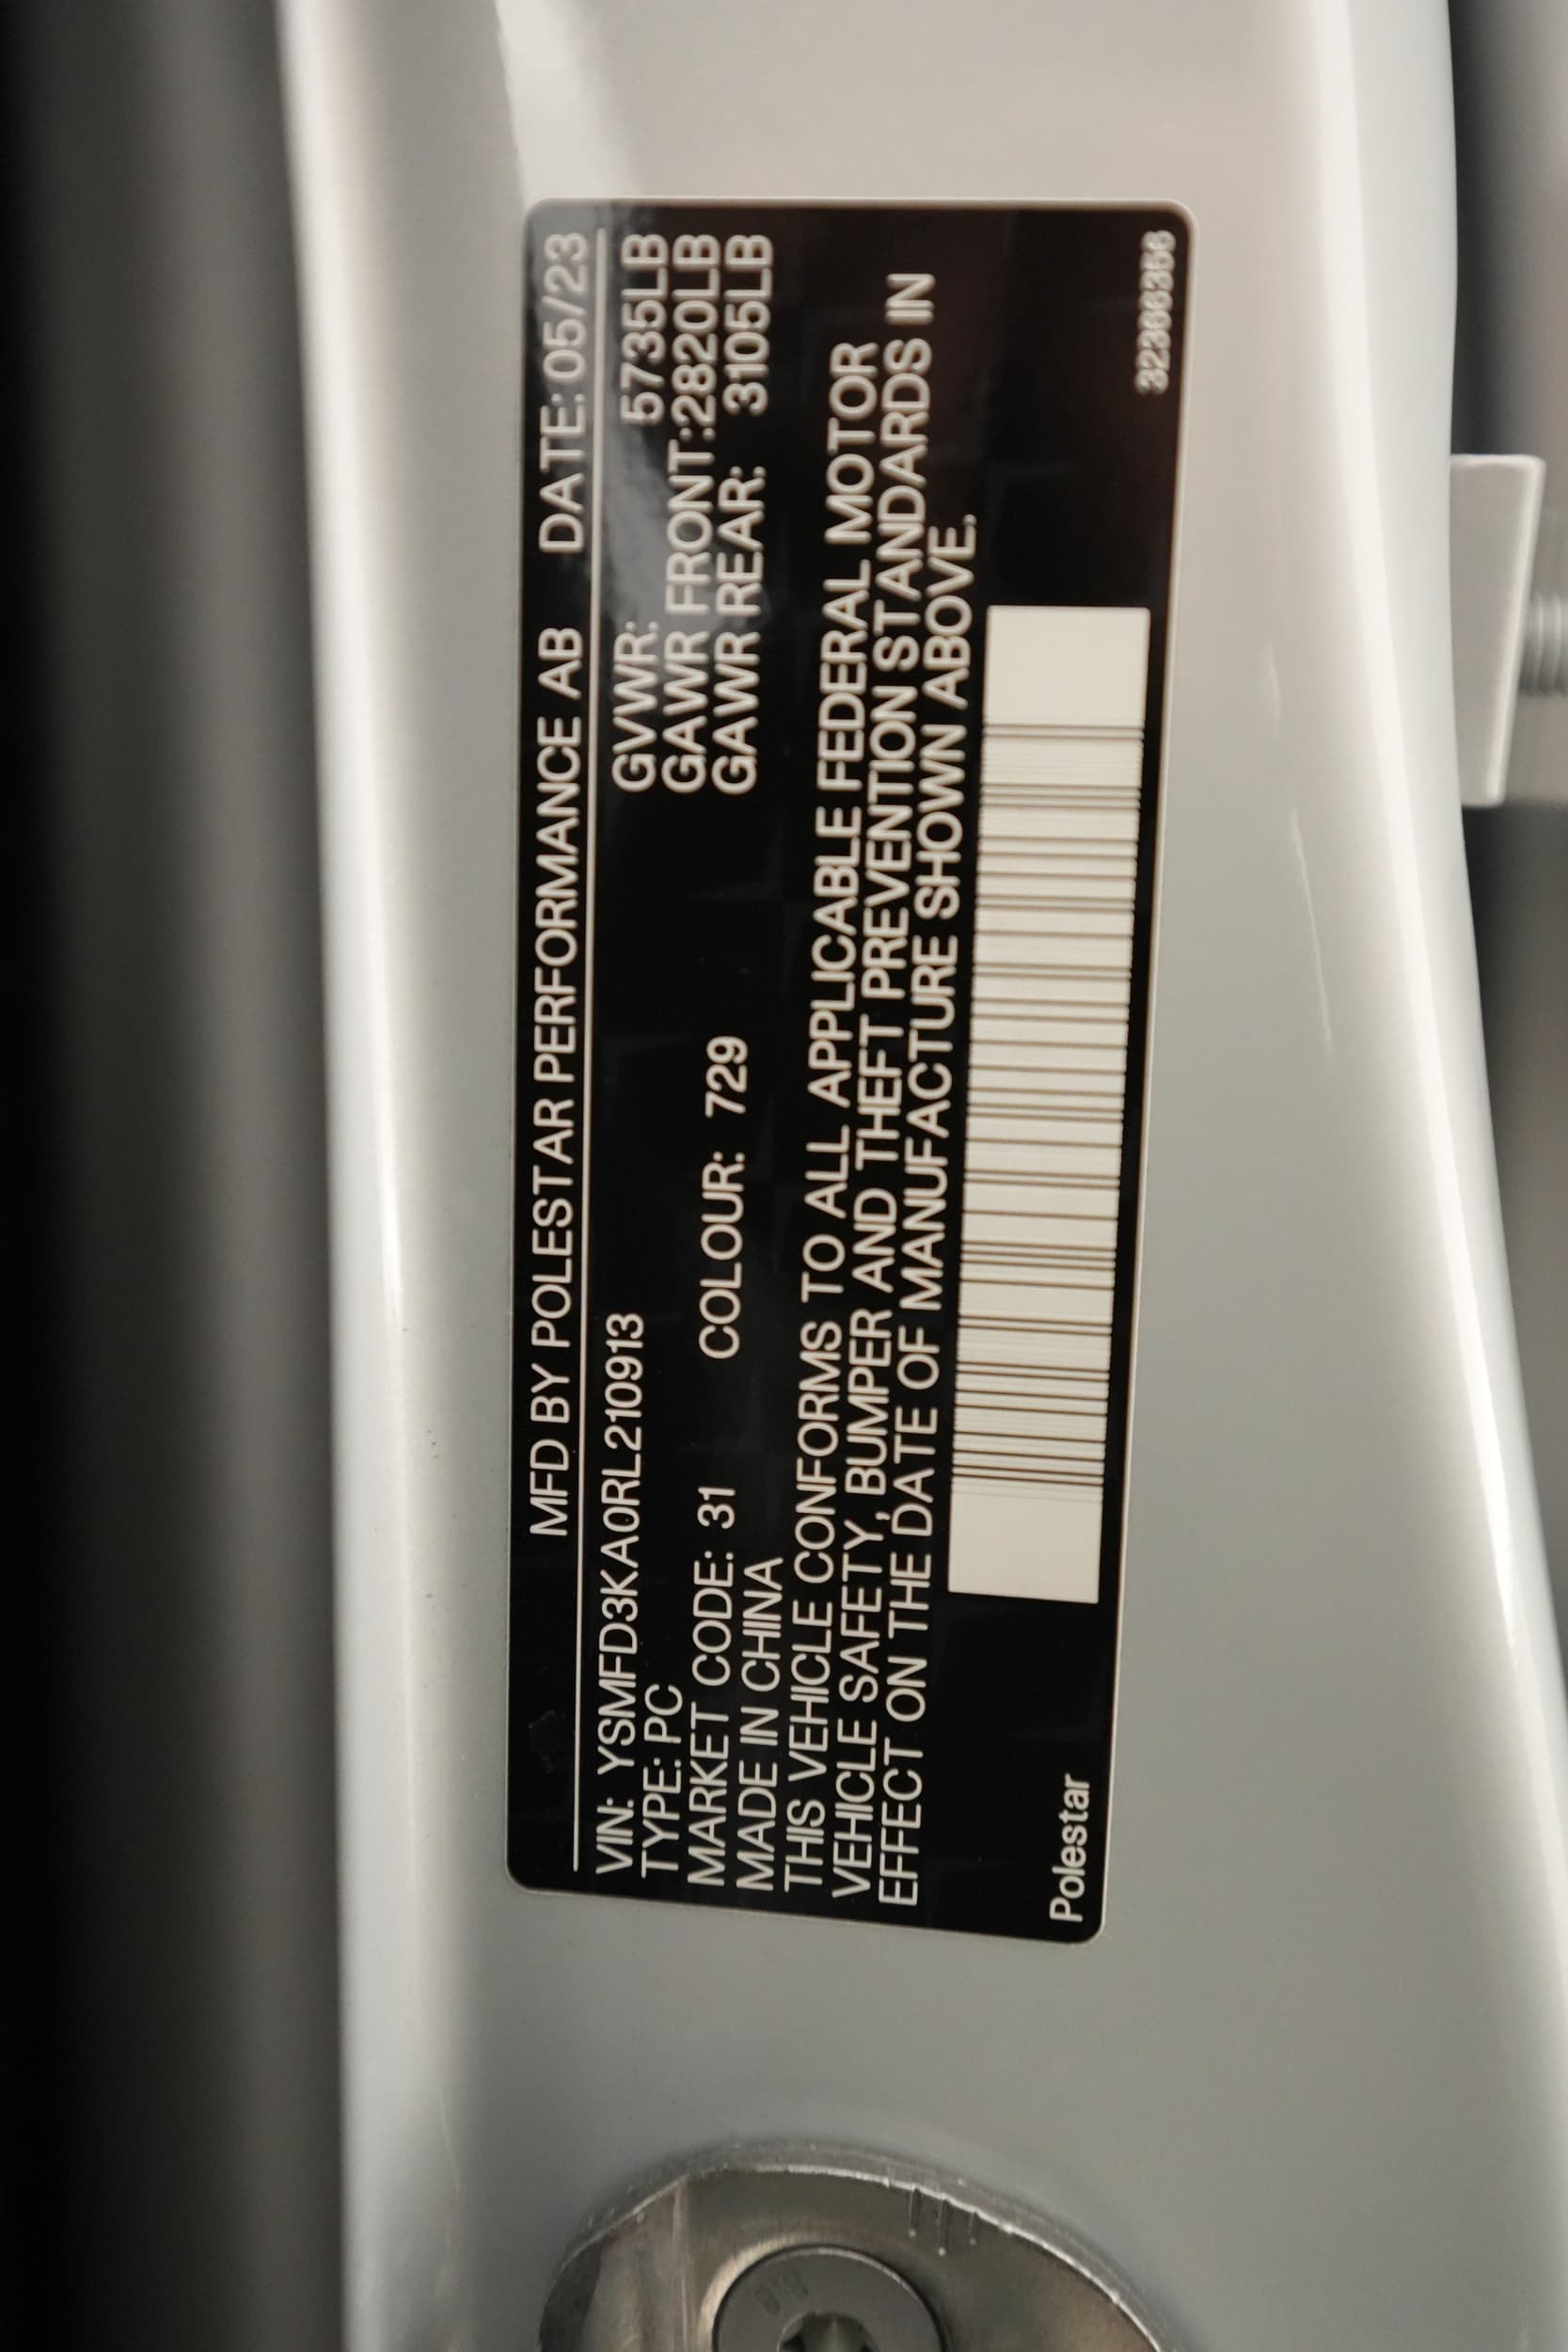 MFD BY POLESTAR PERFORMANCE AB DATE: 05/23
VIN: YSMFD3KA0RL210913 GVWR: 5735LB
TYPE: PC GAWR FRONT:2820LB
MARKET CODE: 31 COLOUR: 729 GAWR REAR: 3105LB
MADE IN CHINA
THIS VEHICLE CONFORMS TO ALL APPLICABLE FEDERAL MOTOR
VEHICLE SAFETY, BUMPER AND THEFT PREVENTION STANDARDS IN
EFFECT ON THE DATE OF MANUFACTURE SHOWN ABOVE.
Polestar 32366356